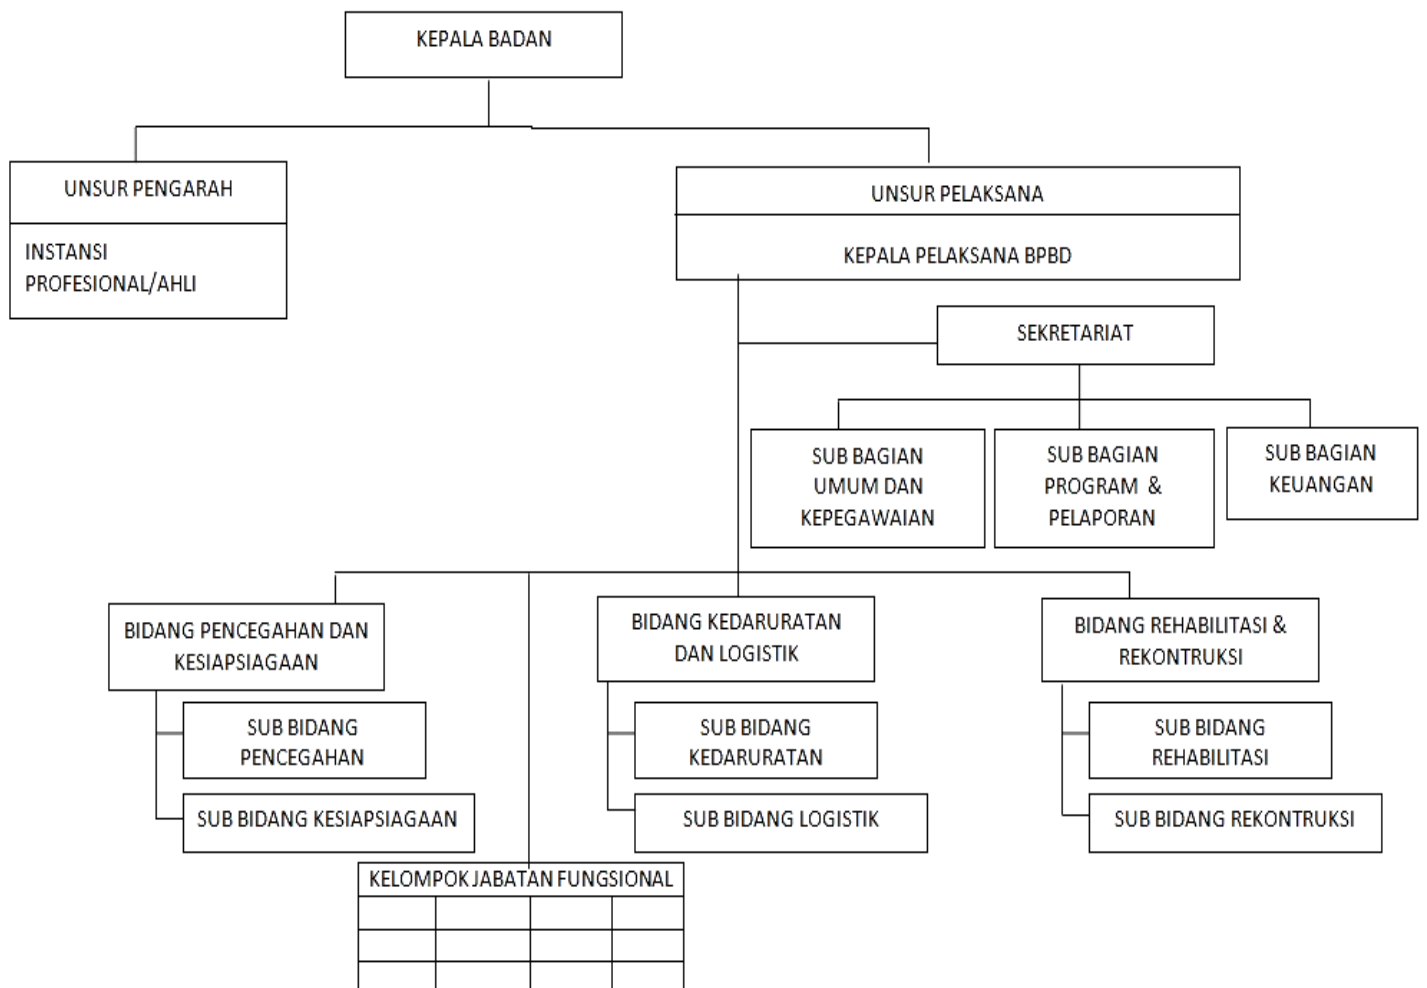 KEPALA BADAN
UNSUR PENGARAH
INSTANSI
PROFESIONAL/AHLI
UNSUR PELAKSANA
KEPALA PELAKSANA BPBD
SEKRETARIAT
SUB BAGIAN
UMUM DAN
KEPEGAWAIAN
SUB BAGIAN
PROGRAM &
PELAPORAN
SUB BAGIAN
KEUANGAN
BIDANG PENCEGAHAN DAN
KESIAPSIAGAAN
SUB BIDANG
PENCEGAHAN
SUB BIDANG KESIAPSIAGAAN
BIDANG KEDARURATAN
DAN LOGISTIK
SUB BIDANG
KEDARURATAN
SUB BIDANG LOGISTIK
BIDANG REHABILITASI &
REKONTRUKSI
SUB BIDANG
REHABILITASI
SUB BIDANG REKONTRUKSI
KELOMPOK JABATAN FUNGSIONAL